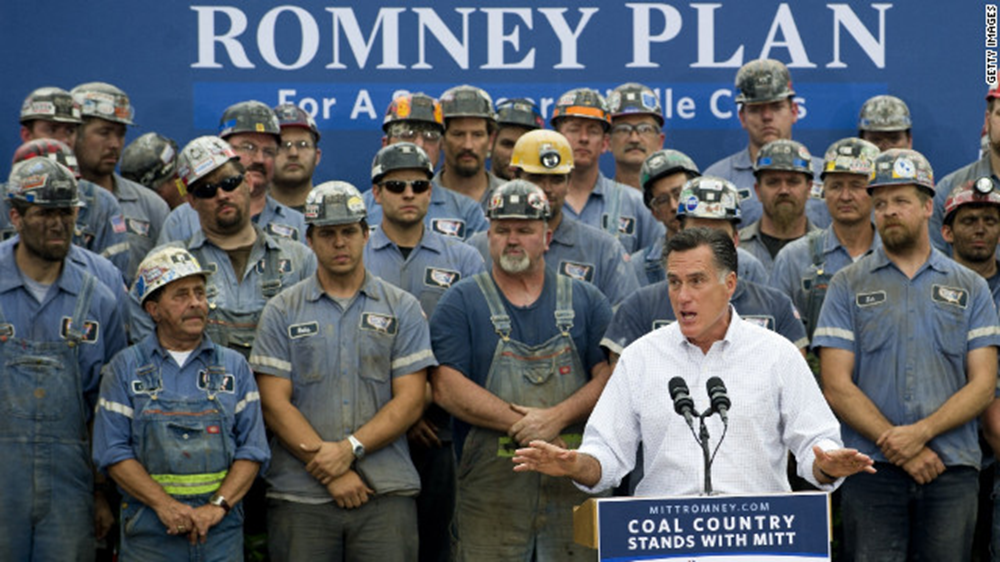 ROMNEY PLAN
For A
GETTY IMAGES
MITTROMNEY.COM
COAL COUNTRY
STANDS WITH MITT